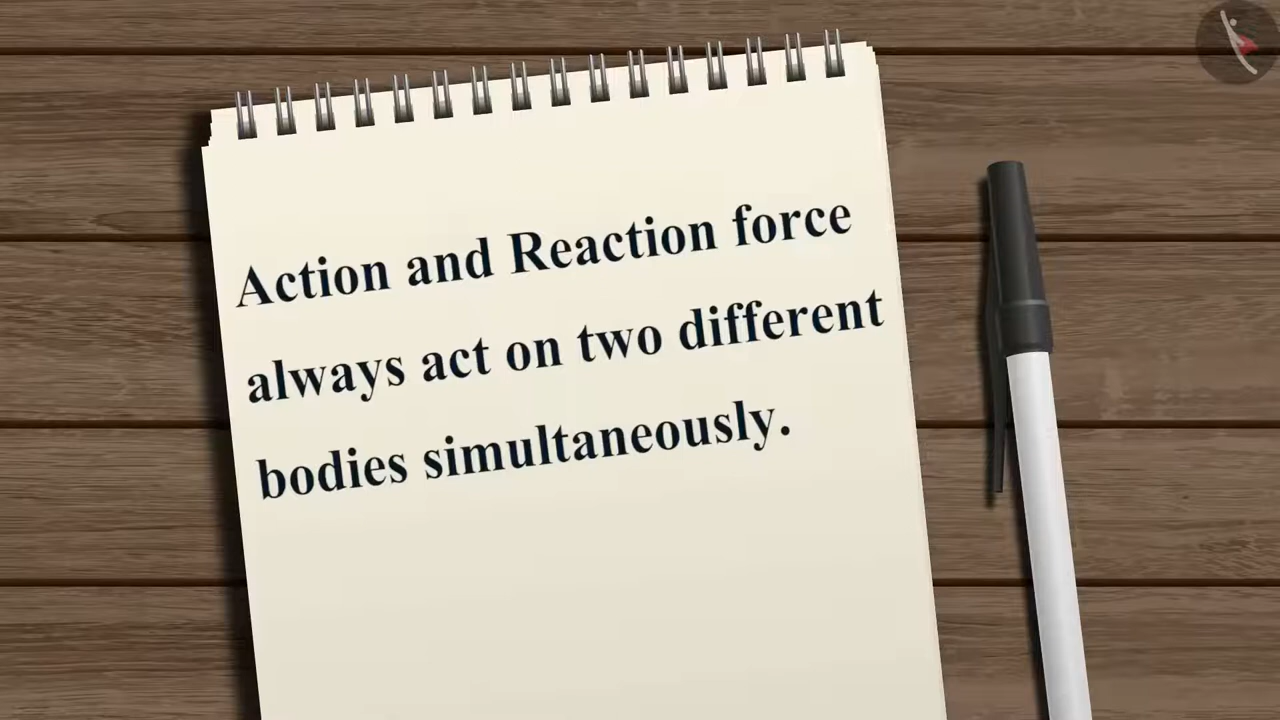 Action and Reaction force
always act on two different
bodies simultaneously.